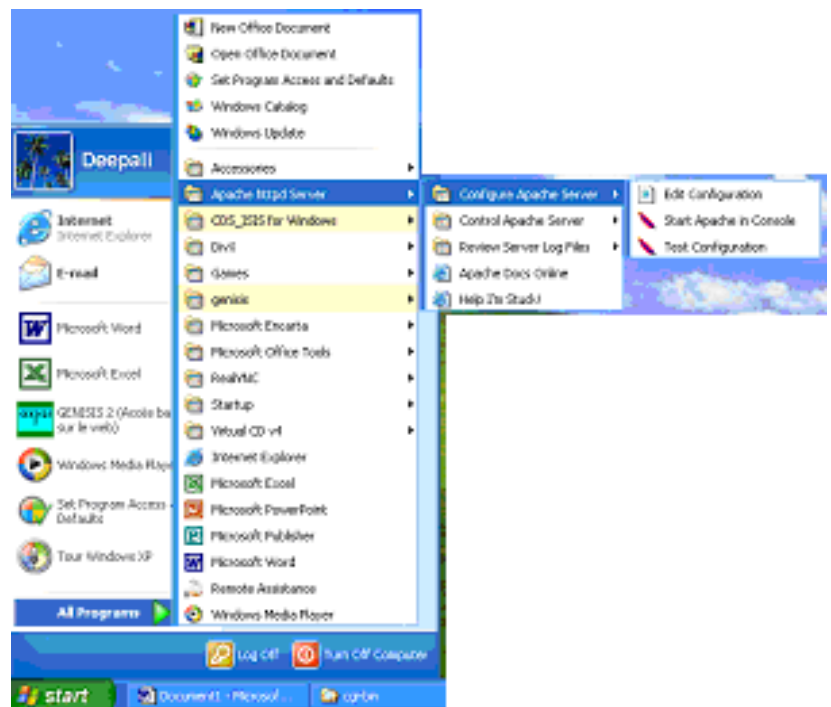 New Office Document
Open Office Document
Set Program Access and Defaults
Windows Catalog
Windows Update
Deepali
Accessories
Apache httpd Server
CDS_ISIS for Windows
Divil
Games
genisis
Microsoft Encarta
Microsoft Office Tools
RealVNC
Startup
Virtual CD v4
Internet Explorer
Microsoft Excel
Microsoft PowerPoint
Microsoft Publisher
Microsoft Word
Remote Assistance
Windows Media Player
Configure Apache Server
Control Apache Server
Review Server Log Files
Apache Docs Online
Help I'm Stuck!
Edit Configuration
Start Apache in Console
Test Configuration
Internet
Internet Explorer
E-mail
Microsoft Word
Microsoft Excel
GENISIS 2 (Accès ba
sur le web)
Windows Media Playe
Set Program Access
Defaults
Tour Windows XP
All Programs
Log Off
Turn Off Computer
start
Document1 - Microsof...
cgi-bin